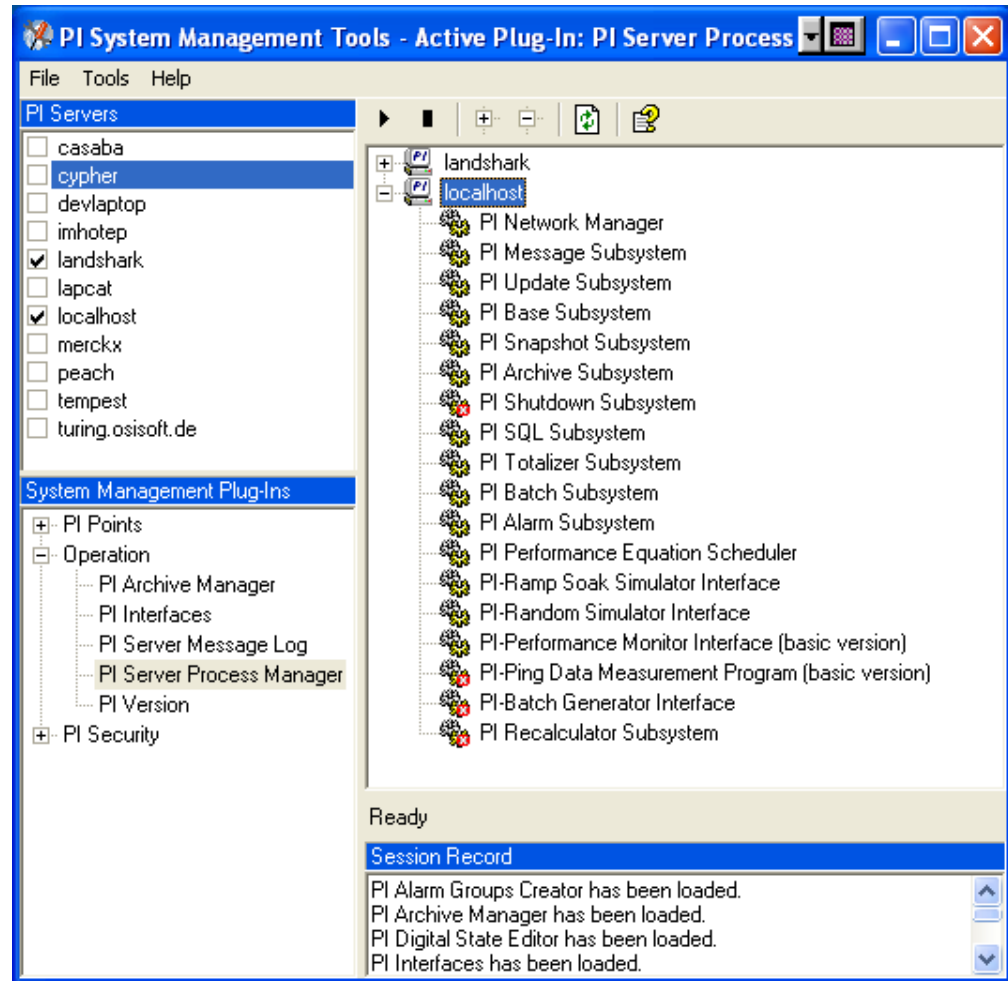 PI System Management Tools - Active Plug-In: PI Server Process
File Tools Help
PI Servers
casaba
cypher
devlaptop
imhotep
landshark
lapcat
localhost
merckx
peach
tempest
turing.osisoft.de
System Management Plug-Ins
PI Points
Operation
PI Archive Manager
PI Interfaces
PI Server Message Log
PI Server Process Manager
PI Version
PI Security
landshark
localhost
PI Network Manager
PI Message Subsystem
PI Update Subsystem
PI Base Subsystem
PI Snapshot Subsystem
PI Archive Subsystem
PI Shutdown Subsystem
PI SQL Subsystem
PI Totalizer Subsystem
PI Batch Subsystem
PI Alarm Subsystem
PI Performance Equation Scheduler
PI-Ramp Soak Simulator Interface
PI-Random Simulator Interface
PI-Performance Monitor Interface (basic version)
PI-Ping Data Measurement Program (basic version)
PI-Batch Generator Interface
PI Recalculator Subsystem
Ready
Session Record
PI Alarm Groups Creator has been loaded.
PI Archive Manager has been loaded.
PI Digital State Editor has been loaded.
PI Interfaces has been loaded.